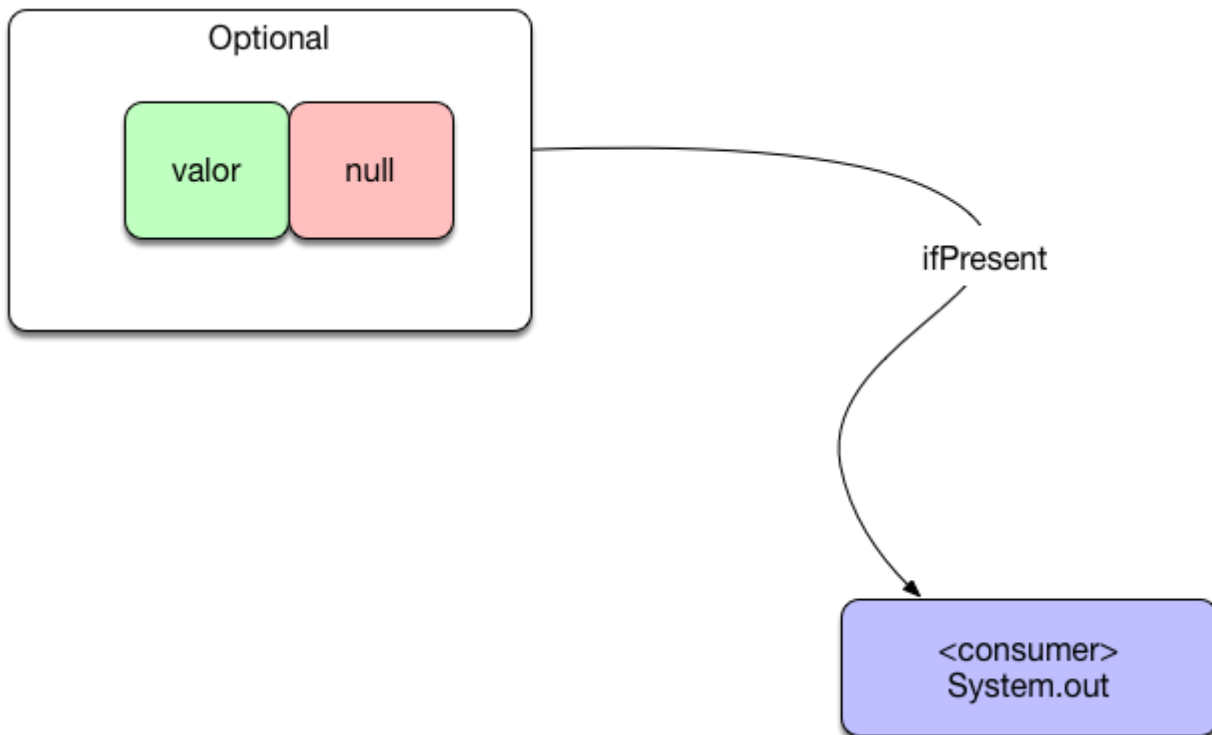 Optional
valor
null
ifPresent
<consumer>
System.out